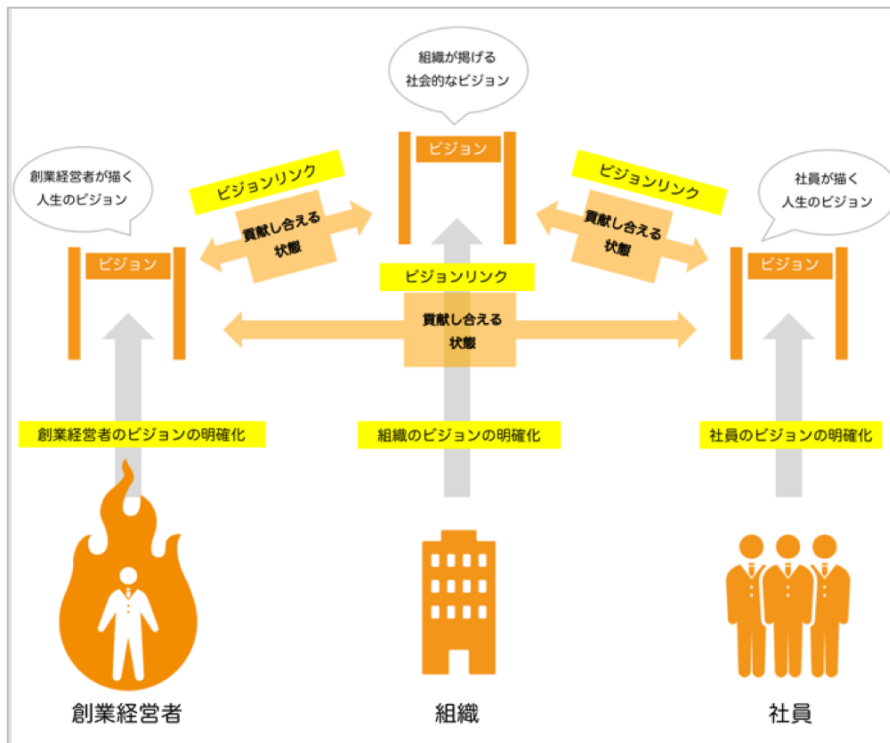 組織が掲げる
社会的なビジョン
ビジョン
創業経営者が描く
人生のビジョン
ビジョンリンク
貢献し合える
状態
ビジョンリンク
貢献し合える
状態
社員が描く
人生のビジョン
ビジョン
ビジョンリンク
貢献し合える
状態
ビジョン
創業経営者のビジョンの明確化
組織のビジョンの明確化
社員のビジョンの明確化
創業経営者
組織
社員